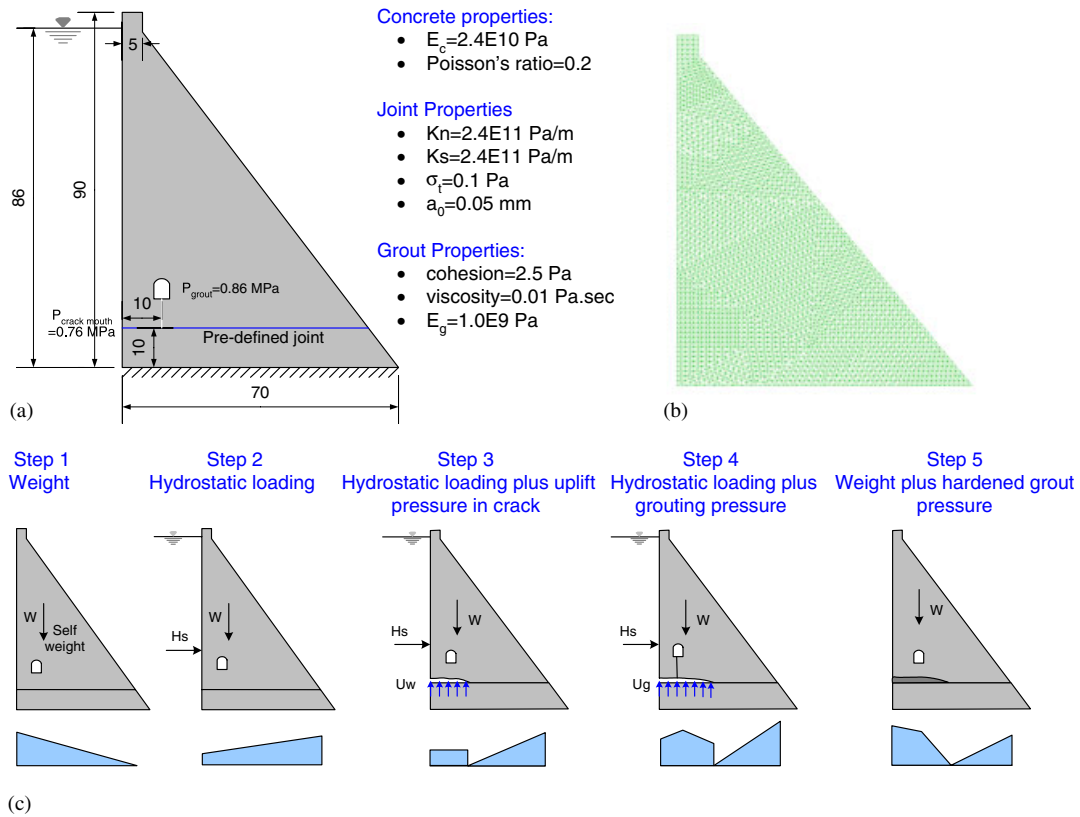 Concrete properties:
• E_c=2.4E10 Pa
• Poisson's ratio=0.2
Joint Properties
• Kn=2.4E11 Pa/m
• Ks=2.4E11 Pa/m
• σ_t=0.1 Pa
• a_0=0.05 mm
Grout Properties:
• cohesion=2.5 Pa
• viscosity=0.01 Pa.sec
• E_g=1.0E9 Pa
5
86
90
P_grout=0.86 MPa
10
P_crack mouth
=0.76 MPa
Pre-defined joint
10
70
(a)
(b)
Step 1
Weight
Step 2
Hydrostatic loading
Step 3
Hydrostatic loading plus uplift
pressure in crack
Step 4
Hydrostatic loading plus
grouting pressure
Step 5
Weight plus hardened grout
pressure
W
Self
weight
Hs
W
Hs
W
Uw
Hs
W
Ug
W
(c)